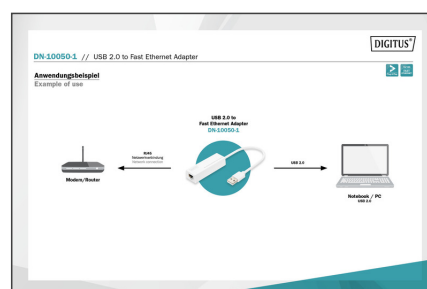 DIGITUS®
DN-10050-1 // USB 2.0 to Fast Ethernet Adapter
Anwendungsbeispiel
Example of use
USB 2.0 to
Fast Ethernet Adapter
DN-10050-1
RJ45
Netzwerkverbindung
Network connection
USB 2.0
Modem/Router
Notebook / PC
USB 2.0